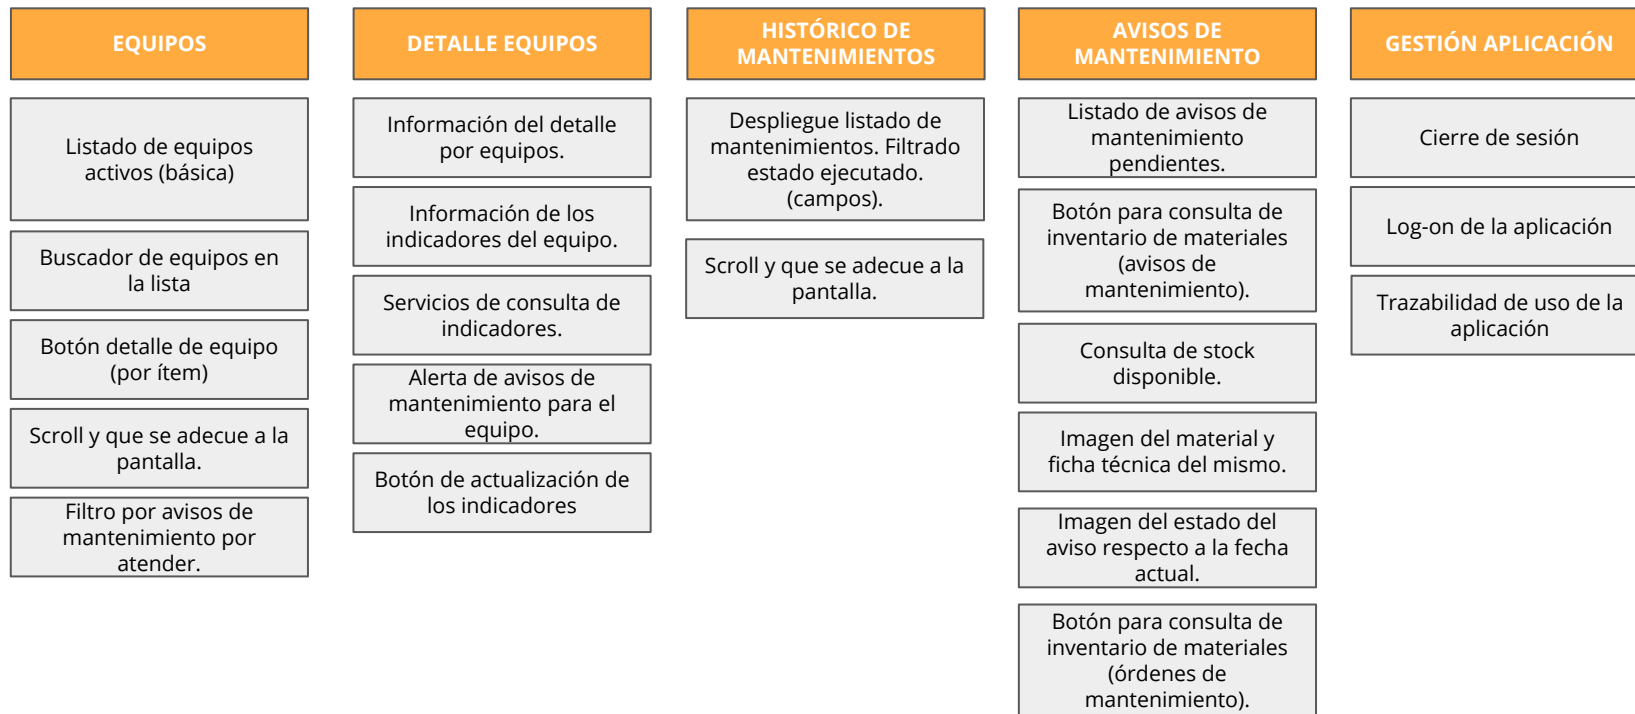 EQUIPOS
Listado de equipos
activos (básica)
Buscador de equipos en
la lista
Botón detalle de equipo
(por ítem)
Scroll y que se adecue a la
pantalla.
Filtro por avisos de
mantenimiento por
atender.
DETALLE EQUIPOS
Información del detalle
por equipos.
Información de los
indicadores del equipo.
Servicios de consulta de
indicadores.
Alerta de avisos de
mantenimiento para el
equipo.
Botón de actualización de
los indicadores
HISTÓRICO DE
MANTENIMIENTOS
Despliegue listado de
mantenimientos. Filtrado
estado ejecutado.
(campos).
Scroll y que se adecue a la
pantalla.
AVISOS DE
MANTENIMIENTO
Listado de avisos de
mantenimiento
pendientes.
Botón para consulta de
inventario de materiales
(avisos de
mantenimiento).
Consulta de stock
disponible.
Imagen del material y
ficha técnica del mismo.
Imagen del estado del
aviso respecto a la fecha
actual.
Botón para consulta de
inventario de materiales
(órdenes de
mantenimiento).
GESTIÓN APLICACIÓN
Cierre de sesión
Log-on de la aplicación
Trazabilidad de uso de la
aplicación